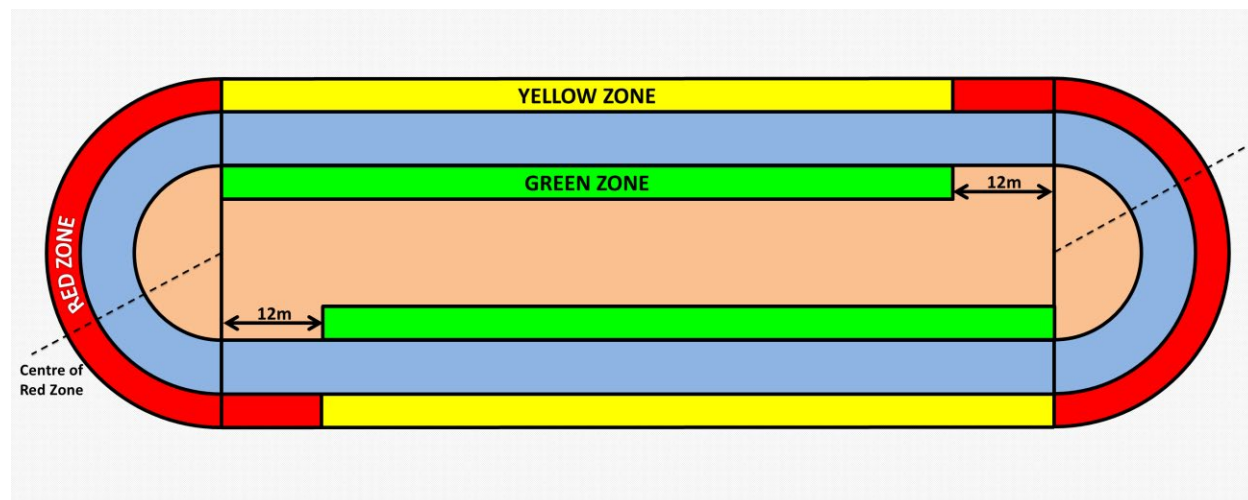 YELLOW ZONE
GREEN ZONE
12m
RED ZONE
12m
Centre of
Red Zone